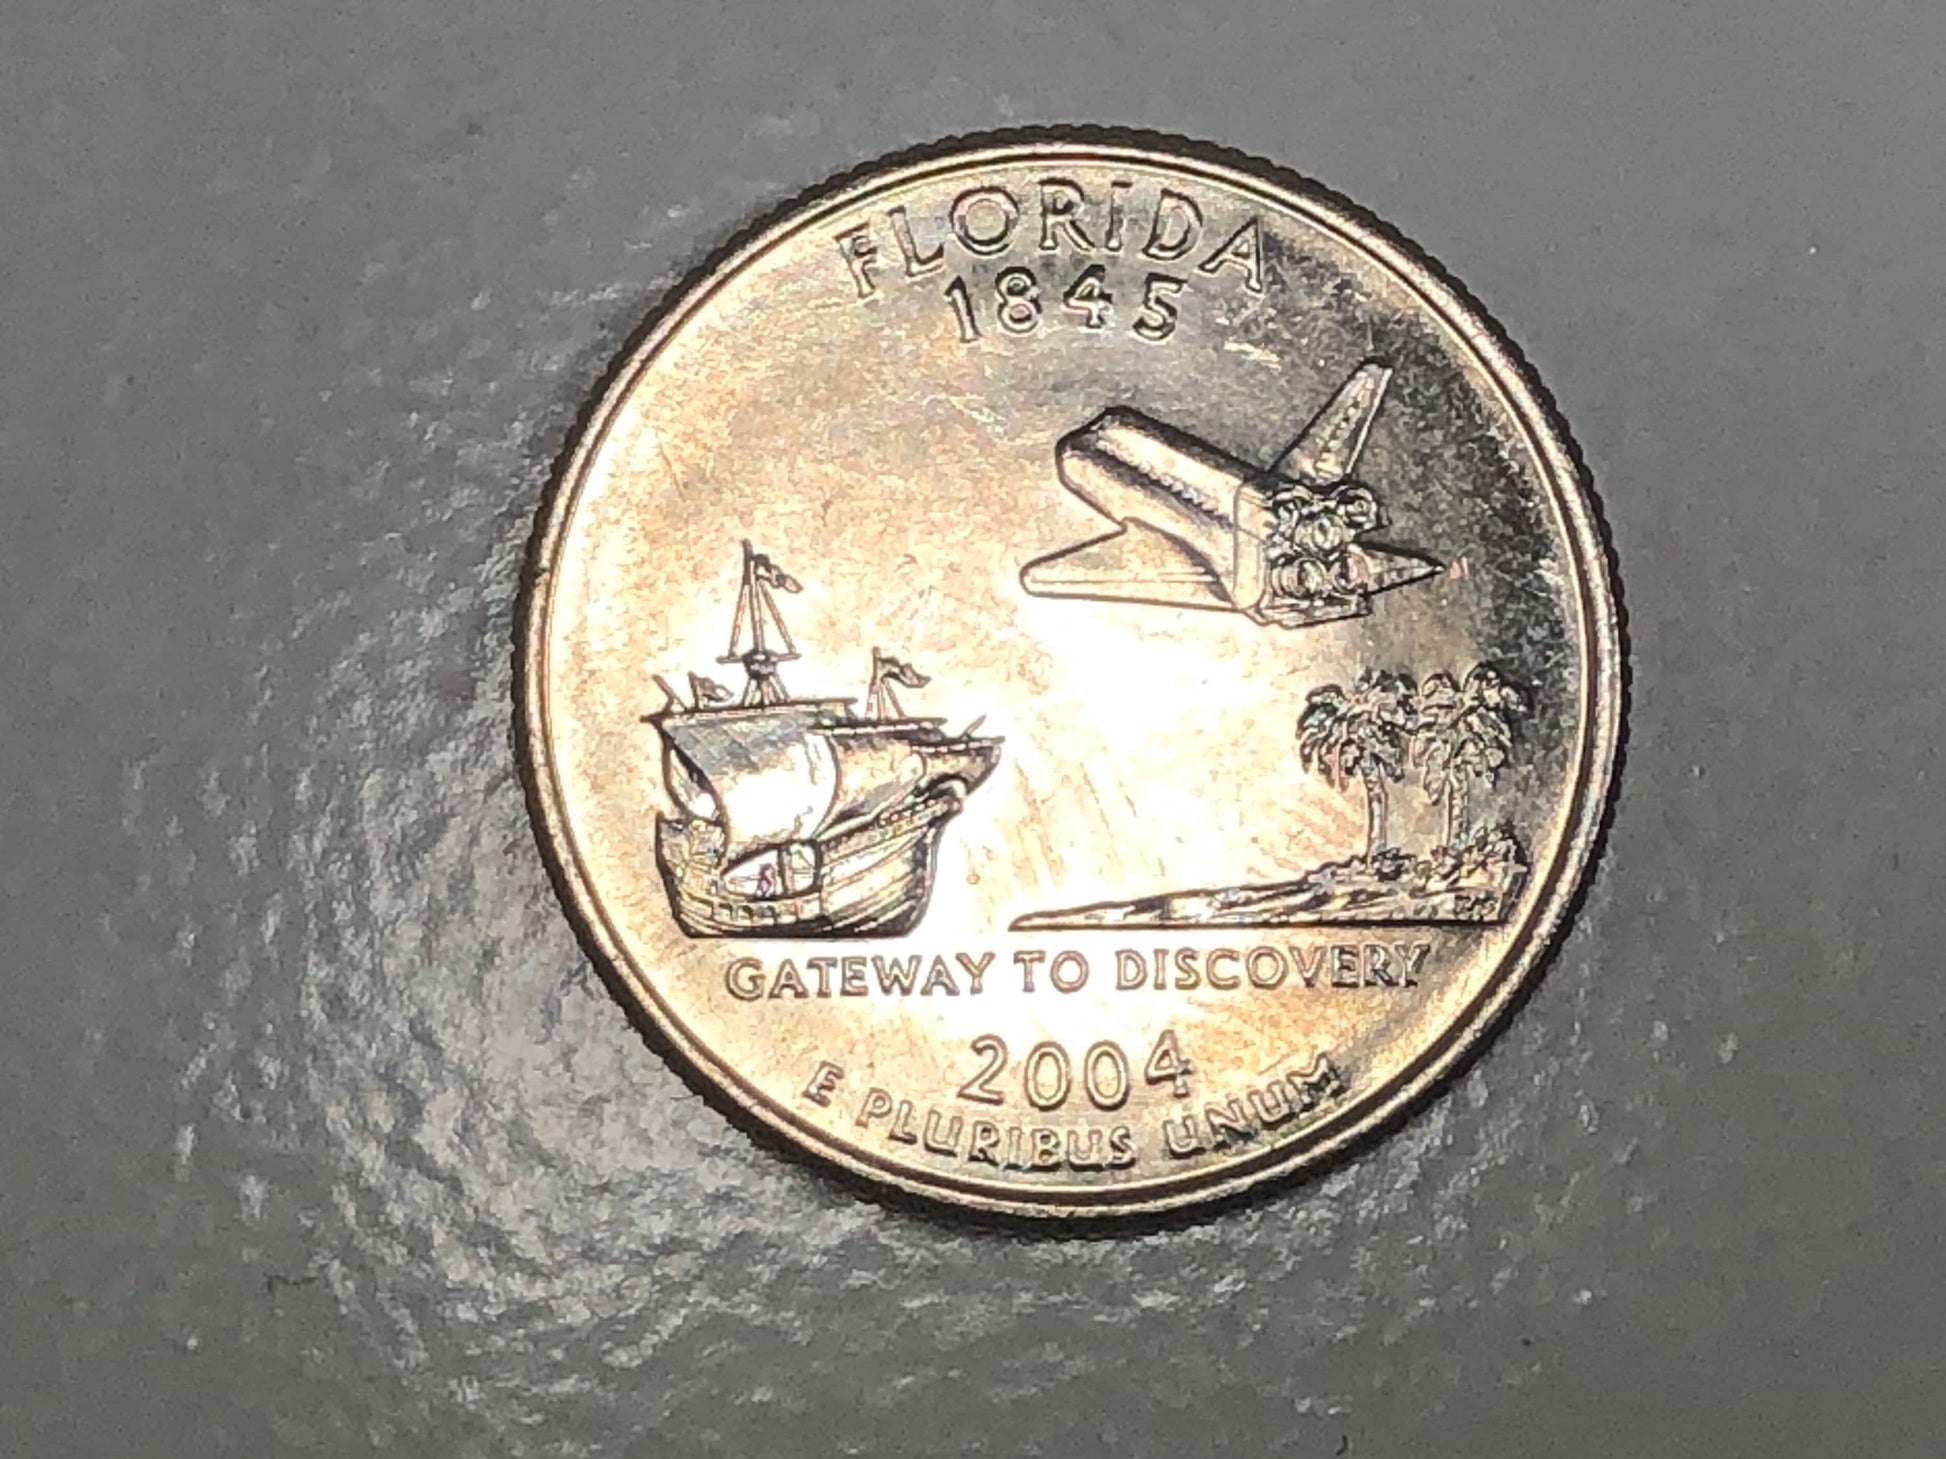 FLORIDA
1845
GATEWAY TO DISCOVERY
2004
E PLURIBUS UNUM